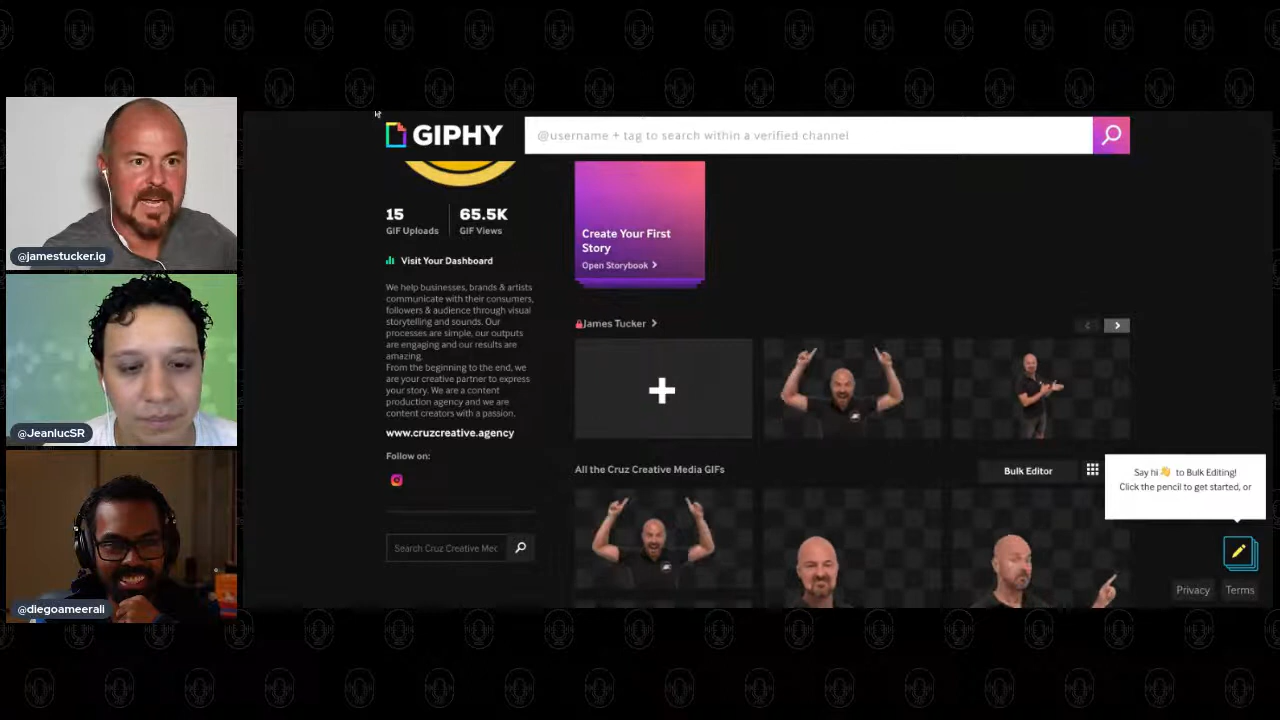 @jamestucker.ig
@JeanlucSR
@diegoameerali
GIPHY
@username + tag to search within a verified channel
15
GIF Uploads
65.5K
GIF Views
Visit Your Dashboard
We help businesses, brands & artists
communicate with their consumers,
followers & audience through visual
storytelling and sounds. Our
processes are simple, our outputs
are engaging and our results are
amazing.
From the beginning to the end, we
are your creative partner to express
your story. We are a content
production agency and we are
content creators with a passion.
www.cruzcreative.agency
Follow on:
Search Cruz Creative Mec
Create Your First
Story
Open Storybook
James Tucker
All the Cruz Creative Media GIFs
Bulk Editor
Say hi 👋 to Bulk Editing!
Click the pencil to get started, or
Privacy
Terms